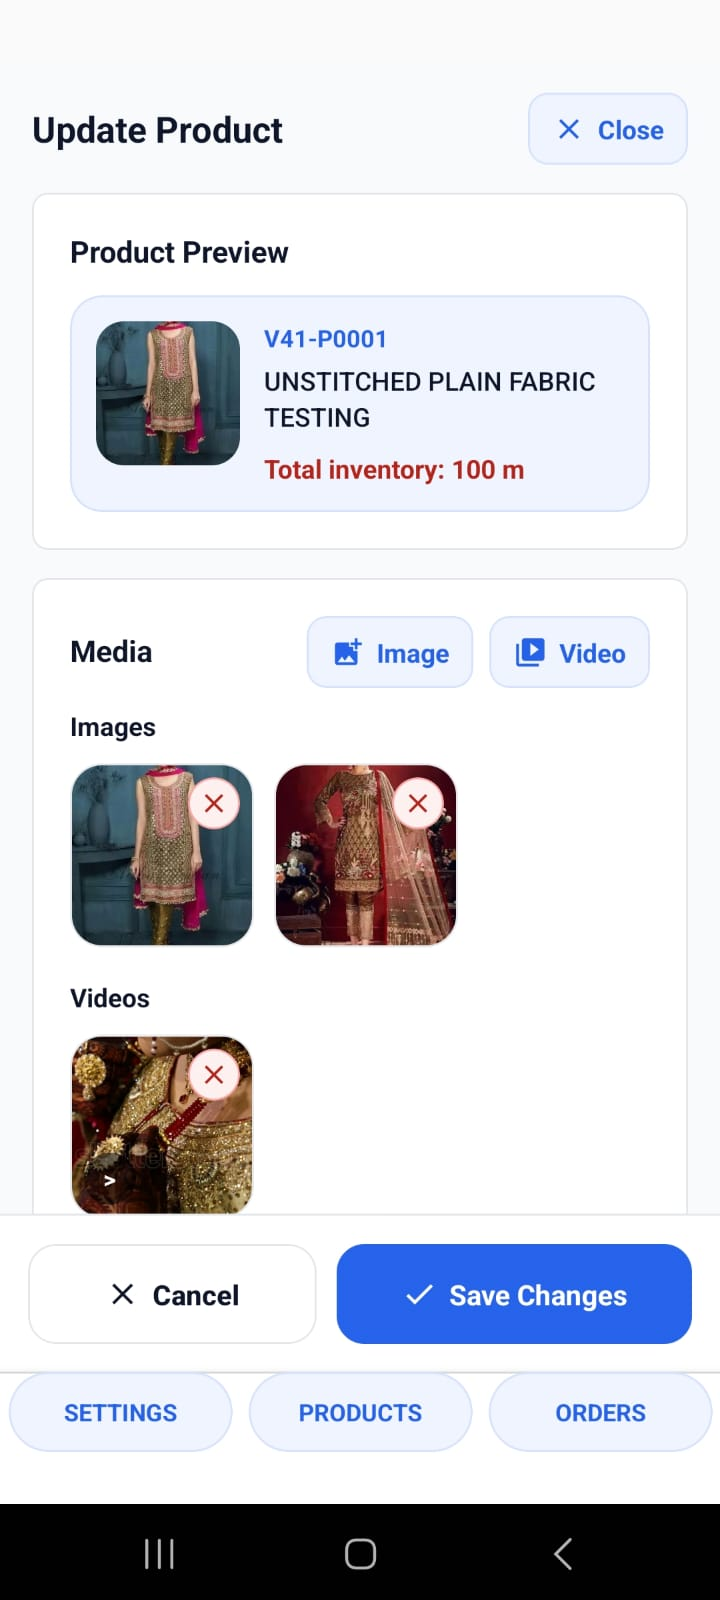 Update Product
Close
Product Preview
V41-P0001
UNSTITCHED PLAIN FABRIC
TESTING
Total inventory: 100 m
Media
Image
Video
Images
Videos
>
Cancel
Save Changes
SETTINGS
PRODUCTS
ORDERS